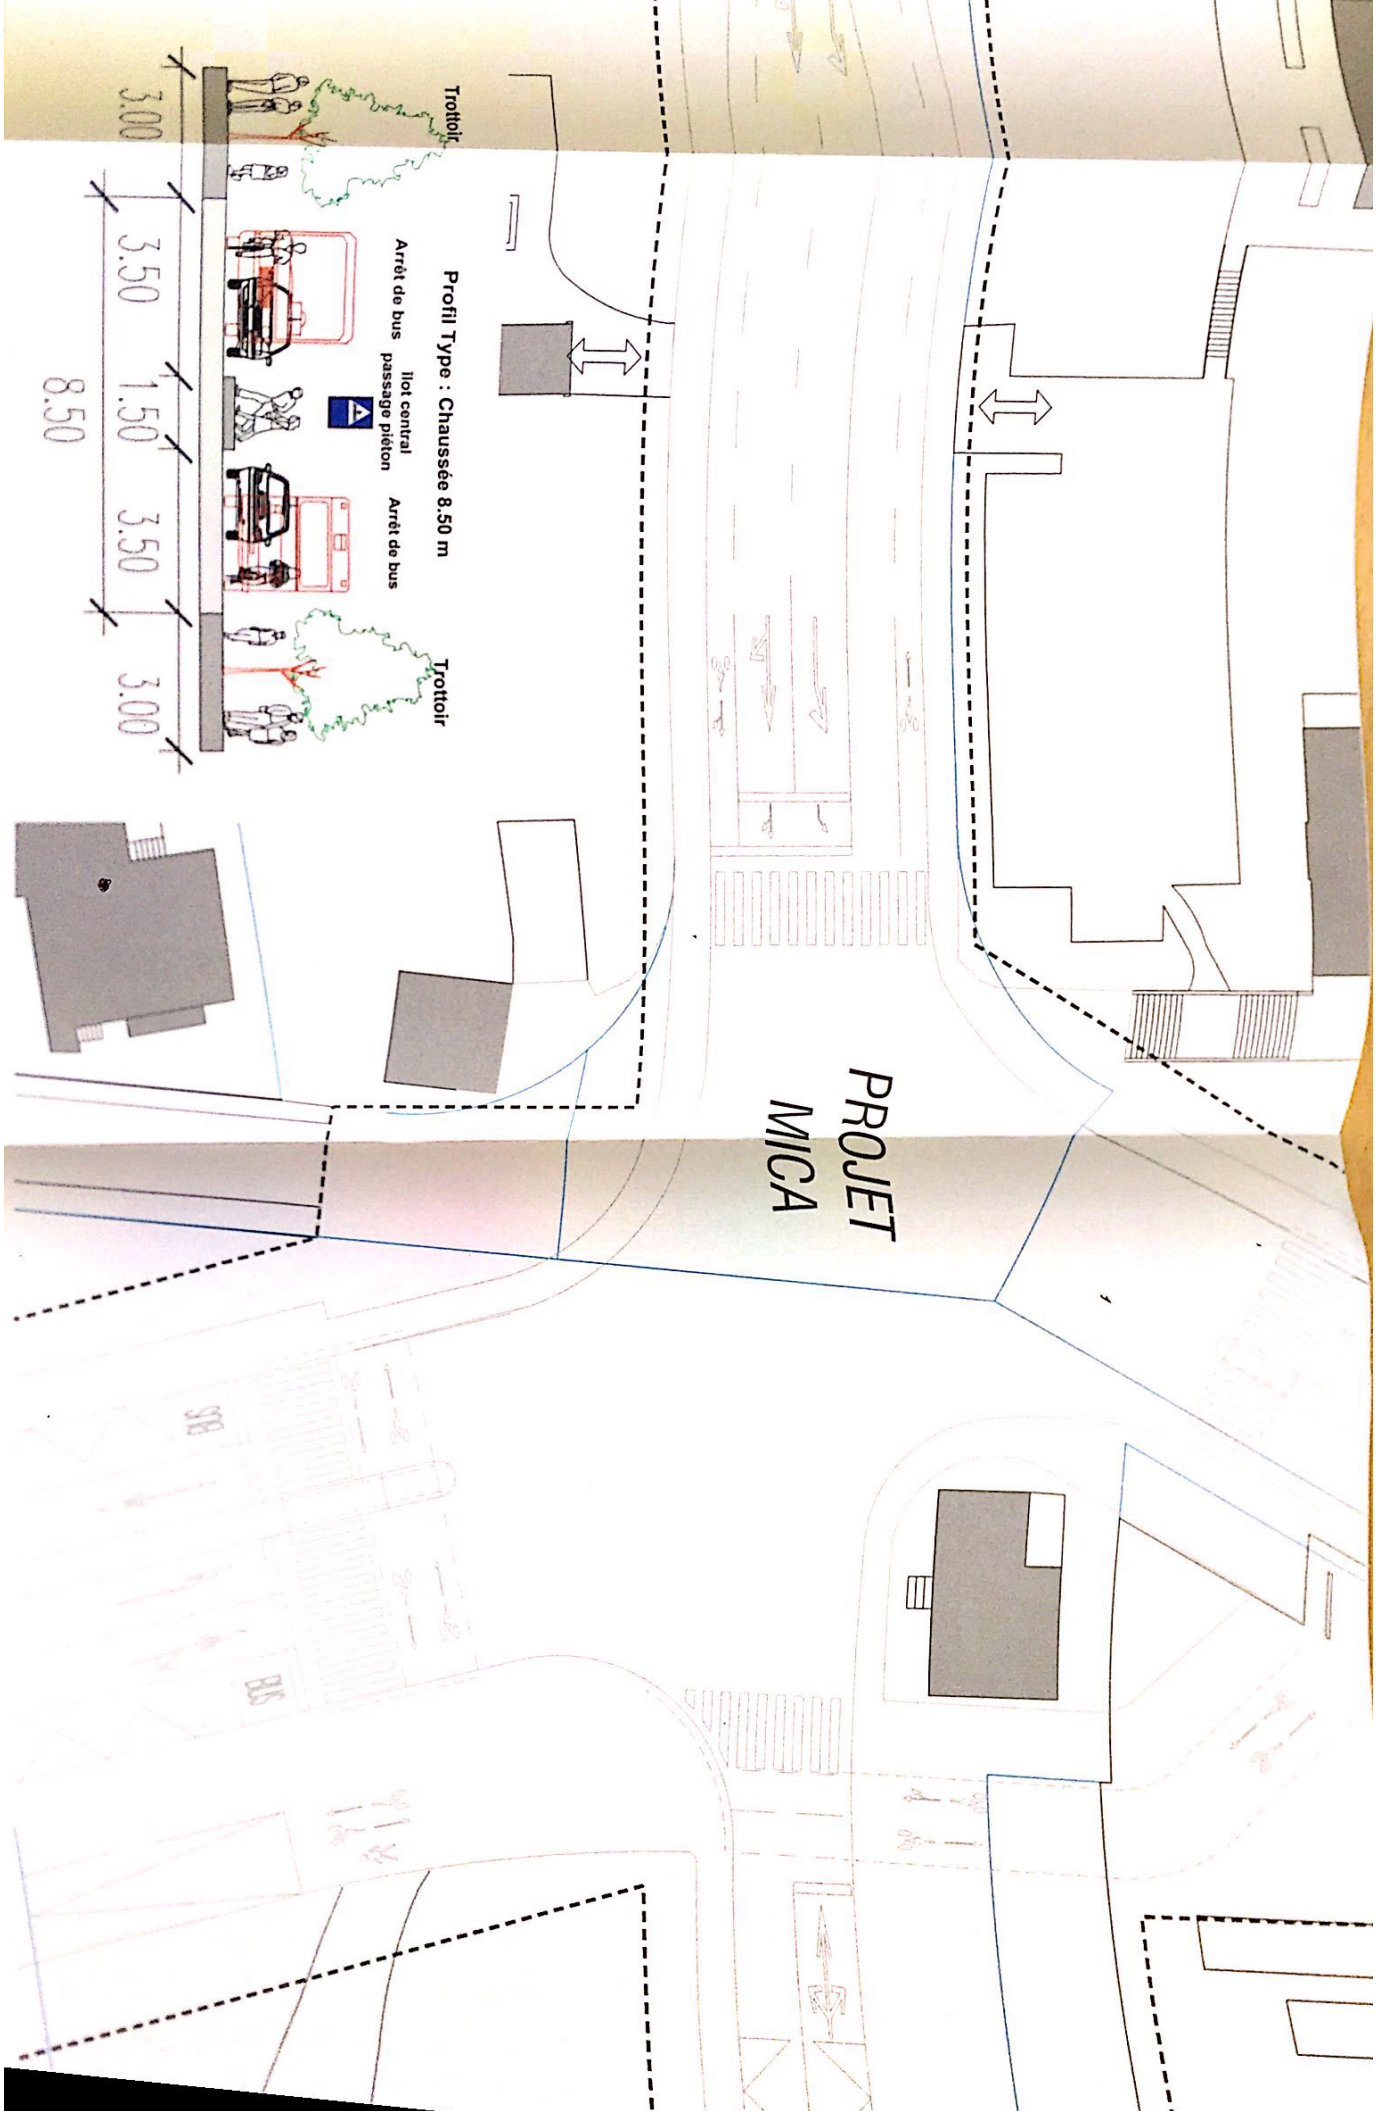 Profil Type : Chaussée 8.50 m
Trottoir
Arrêt de bus
îlot central
passage piéton
Arrêt de bus
Trottoir
3.00
3.50
1.50
3.50
3.00
8.50
PROJET
MICA
BUS
BUS